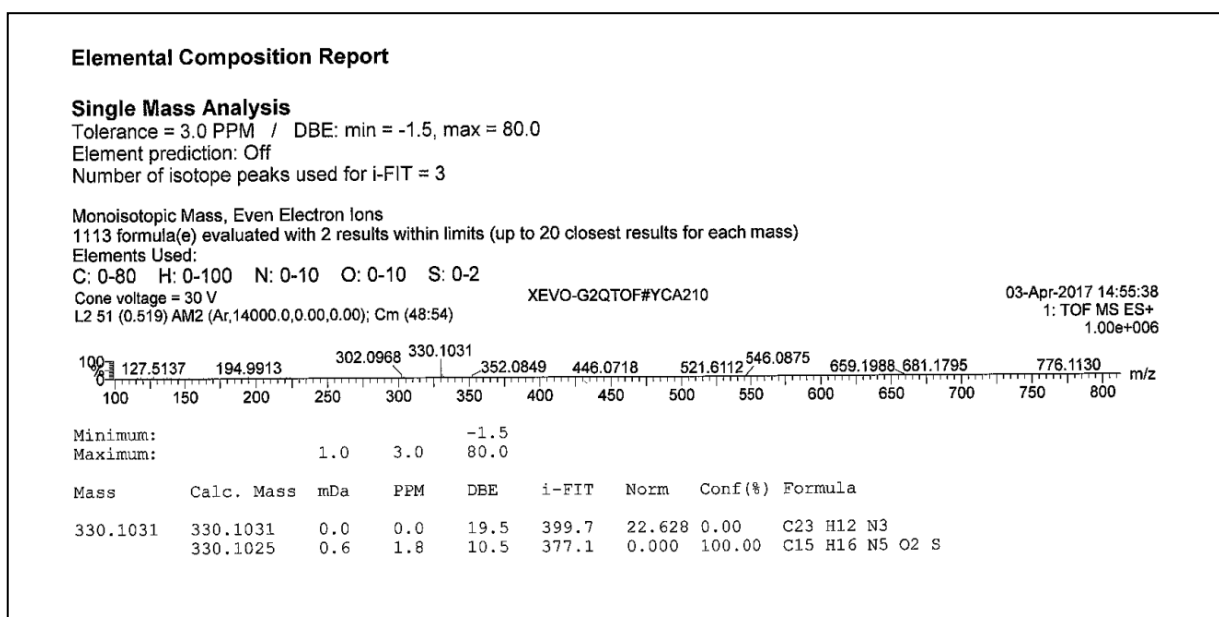 Elemental Composition Report
Single Mass Analysis
Tolerance = 3.0 PPM / DBE: min = -1.5, max = 80.0
Element prediction: Off
Number of isotope peaks used for i-FIT = 3
Monoisotopic Mass, Even Electron Ions
1113 formula(e) evaluated with 2 results within limits (up to 20 closest results for each mass)
Elements Used:
C: 0-80 H: 0-100 N: 0-10 O: 0-10 S: 0-2
Cone voltage = 30 V XEVO-G2QTOF#YCA210 03-Apr-2017 14:55:38
L2 51 (0.519) AM2 (Ar,14000.0,0.00,0.00); Cm (48:54) 1: TOF MS ES+
1.00e+006
100 127.5137 194.9913 302.0968 330.1031 352.0849 446.0718 521.6112 546.0875 659.1988 681.1795 776.1130
%
0 m/z
100 150 200 250 300 350 400 450 500 550 600 650 700 750 800
Minimum: -1.5
Maximum: 1.0 3.0 80.0
Mass Calc. Mass mDa PPM DBE i-FIT Norm Conf(%) Formula
330.1031 330.1031 0.0 0.0 19.5 399.7 22.628 0.00 C23 H12 N3
330.1025 0.6 1.8 10.5 377.1 0.000 100.00 C15 H16 N5 O2 S